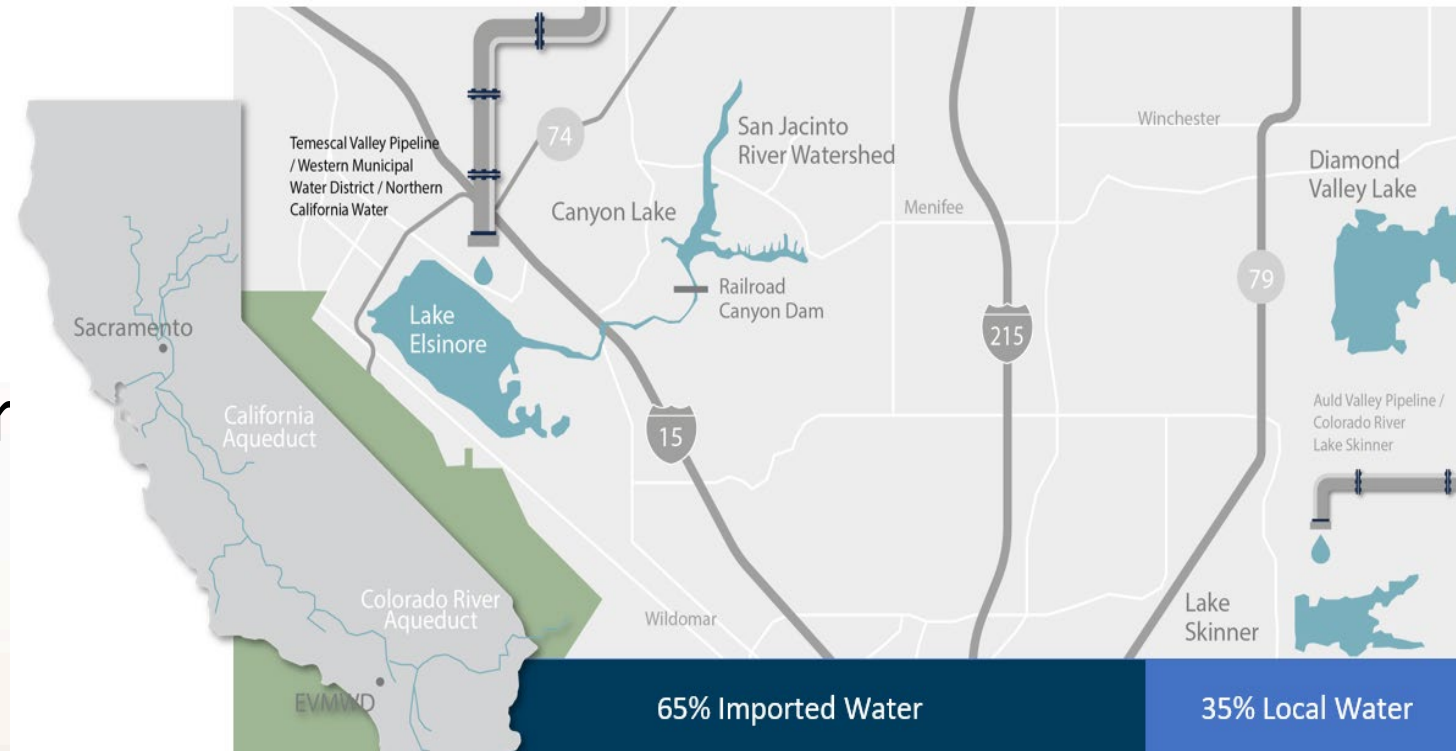 Temescal Valley Pipeline
/ Western Municipal
Water District / Northern
California Water
74
San Jacinto
River Watershed
Winchester
Diamond
Valley Lake
Canyon Lake
Menifee
Railroad
Canyon Dam
79
Lake
Elsinore
215
Sacramento
15
Auld Valley Pipeline /
Colorado River
Lake Skinner
California
Aqueduct
Colorado River
Aqueduct
Wildomar
Lake
Skinner
EVMWD
65% Imported Water
35% Local Water